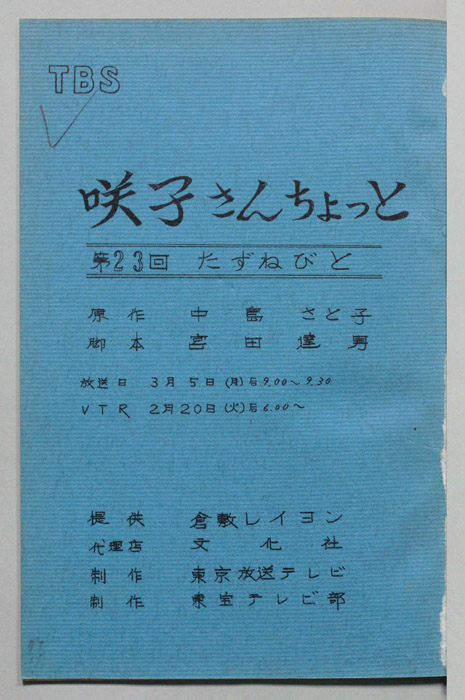 TBS
咲子さんちょっと
第23回 たずねびと
原作 中島さと子
脚本 宮田達男
放送日 3月5日(月)后9.00〜9.30
VTR 2月20日(火)后6.00〜
提供 倉敷レイヨン
代理店 文化社
制作 東京放送テレビ
制作 東宝テレビ部